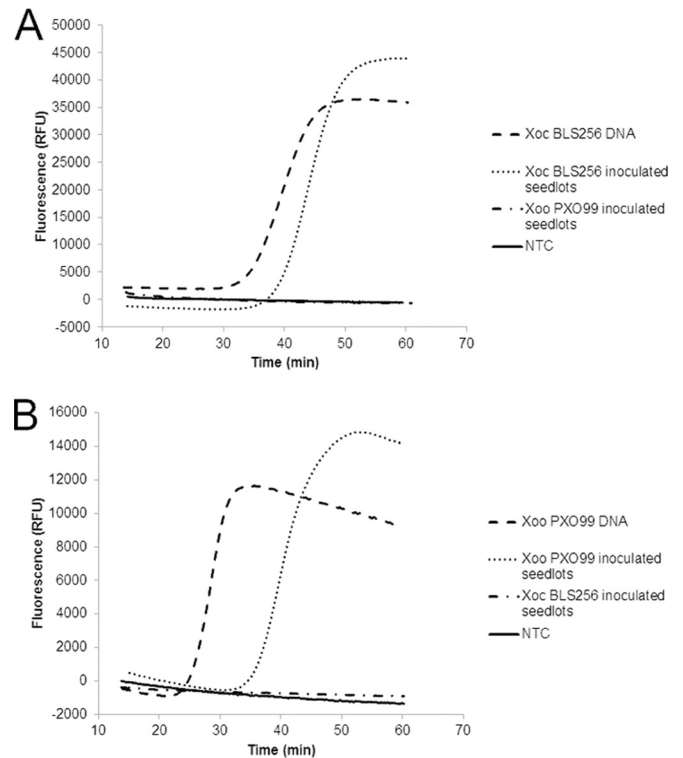 A
50000
45000
40000
35000
30000
25000
20000
15000
10000
5000
0
-5000
Fluorescence (RFU)
10 20 30 40 50 60 70
Time (min)
Xoc BLS256 DNA
Xoc BLS256 inoculated
seedlots
Xoo PXO99 inoculated
seedlots
NTC
B
16000
14000
12000
10000
8000
6000
4000
2000
0
-2000
Fluorescence (RFU)
10 20 30 40 50 60 70
Time (min)
Xoo PXO99 DNA
Xoo PXO99 inoculated
seedlots
Xoc BLS256 inoculated
seedlots
NTC